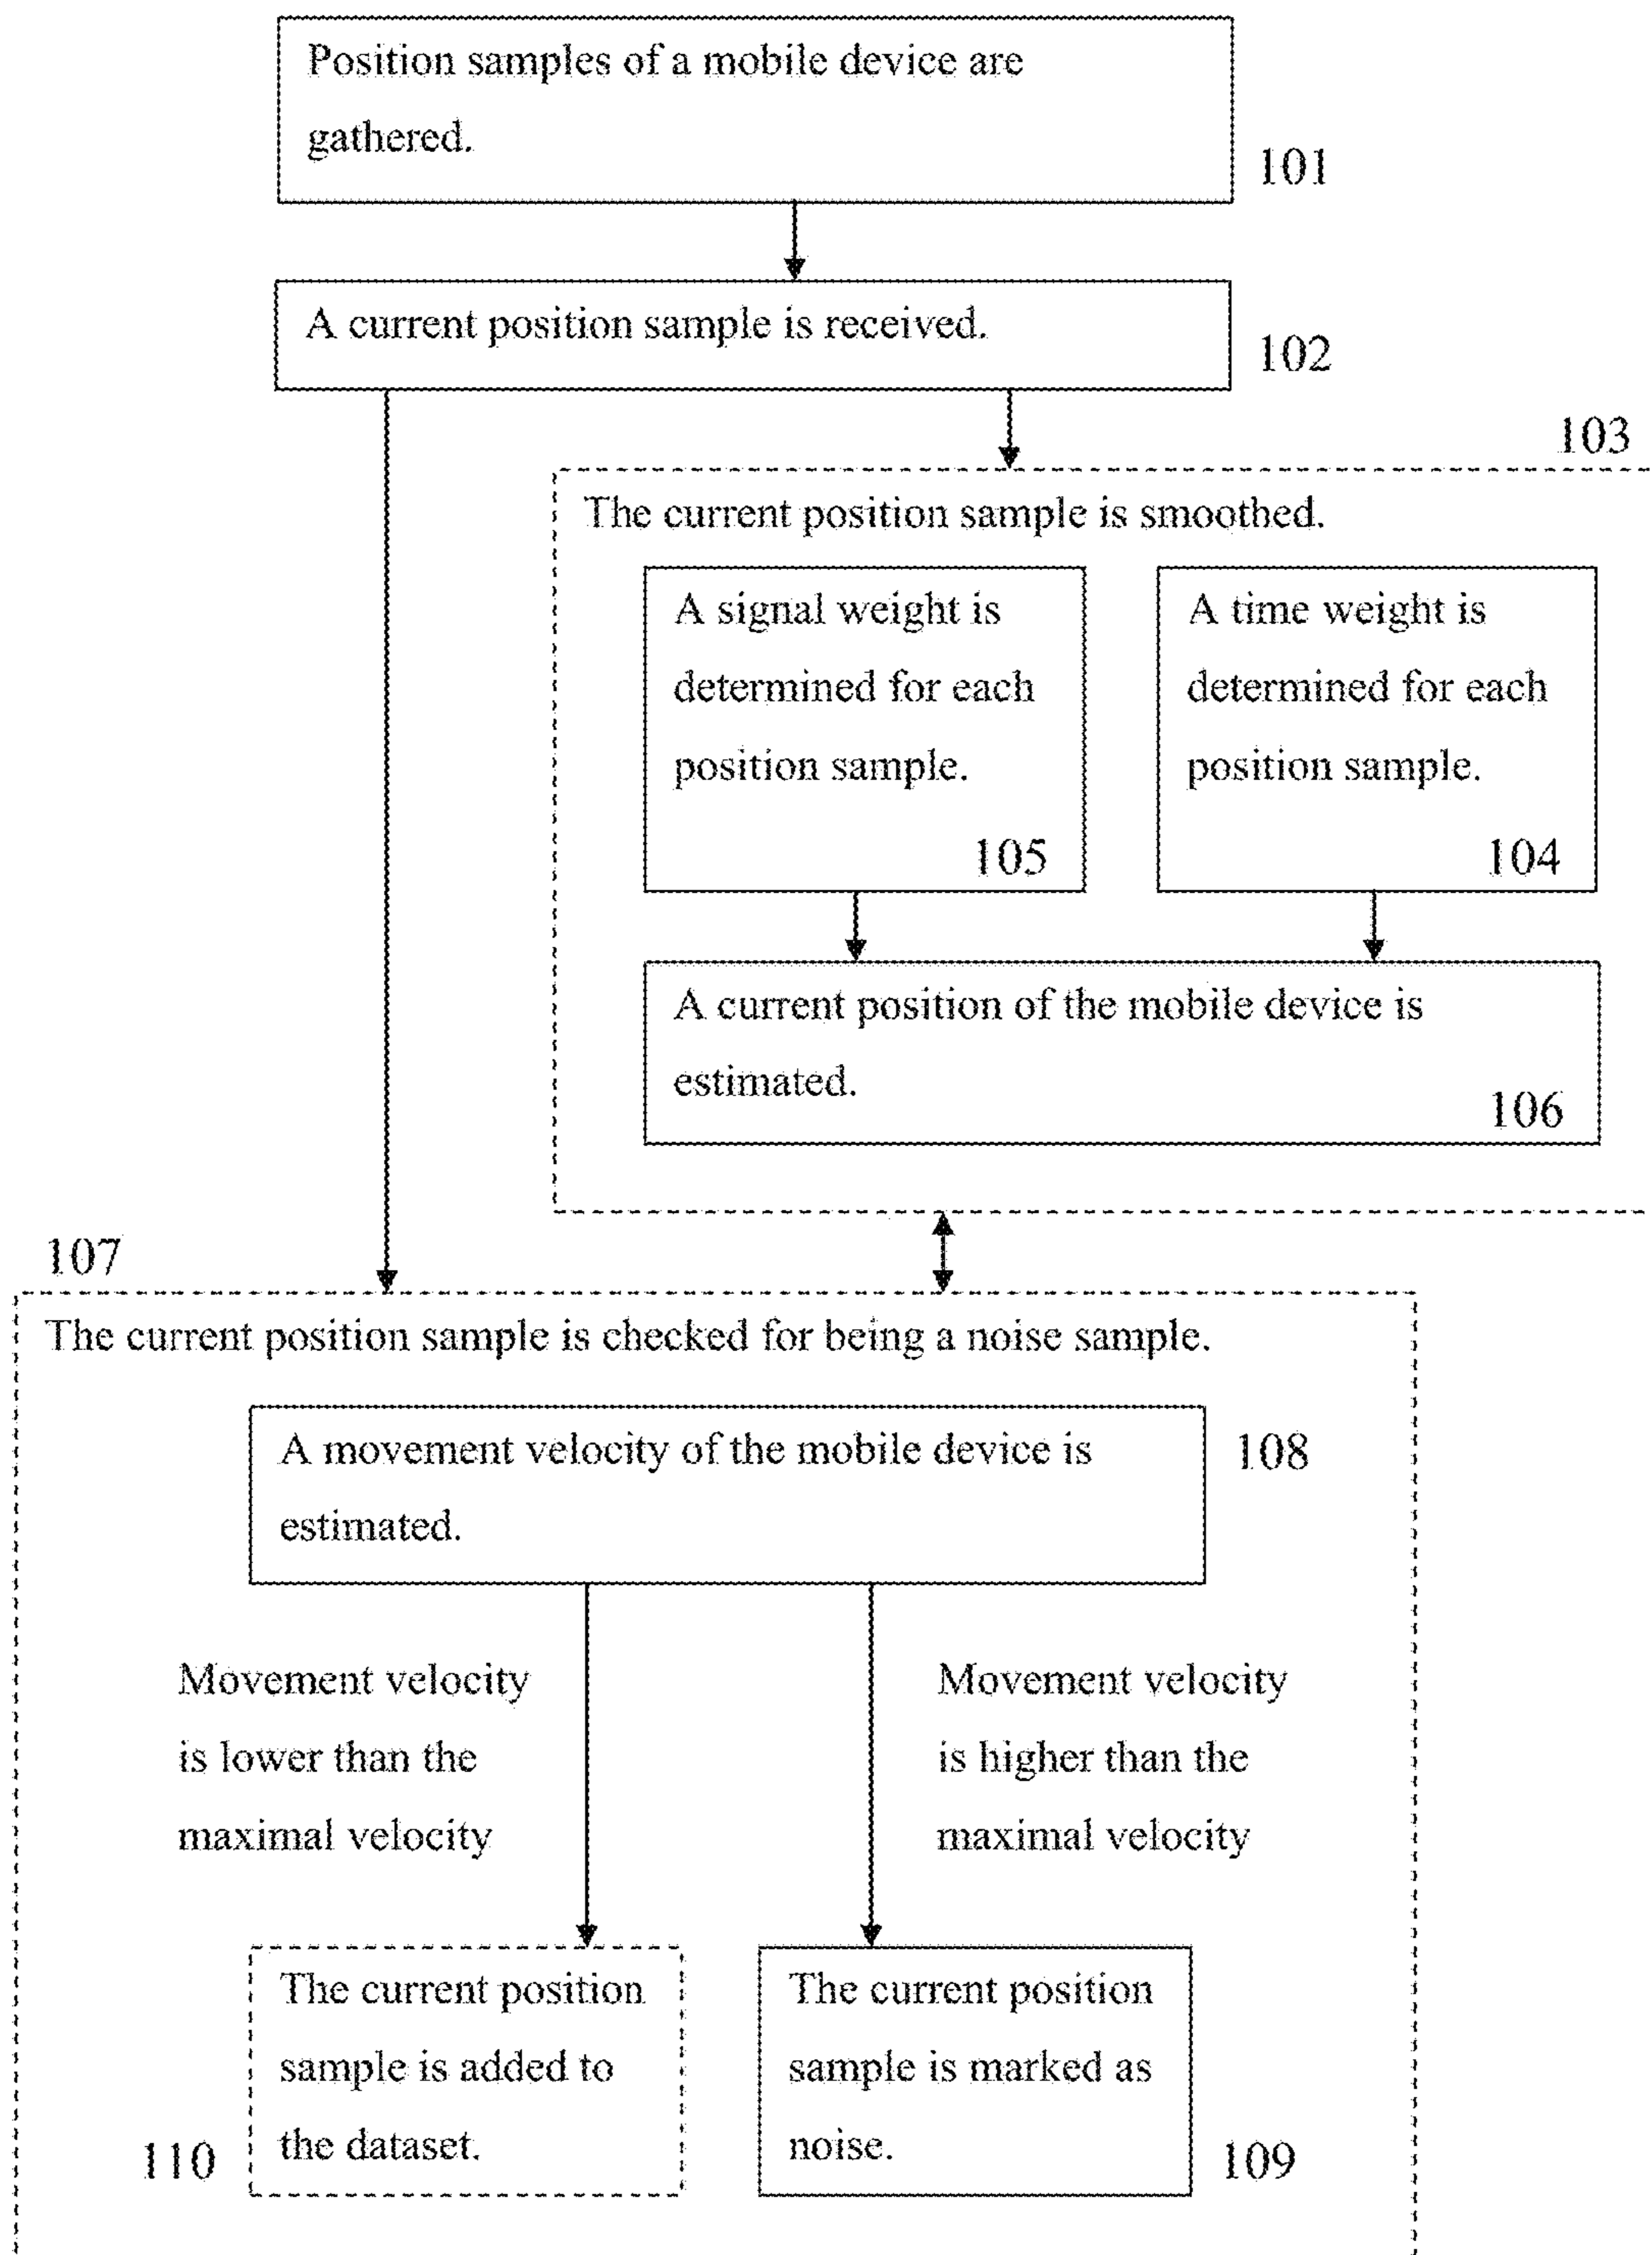 Position samples of a mobile device are
gathered.
101
A current position sample is received.
102
103
The current position sample is smoothed.
A signal weight is
determined for each
position sample.
105
A time weight is
determined for each
position sample.
104
A current position of the mobile device is
estimated.
106
107
The current position sample is checked for being a noise sample.
A movement velocity of the mobile device is
estimated.
108
Movement velocity
is lower than the
maximal velocity
Movement velocity
is higher than the
maximal velocity
The current position
sample is added to
the dataset.
110
The current position
sample is marked as
noise.
109